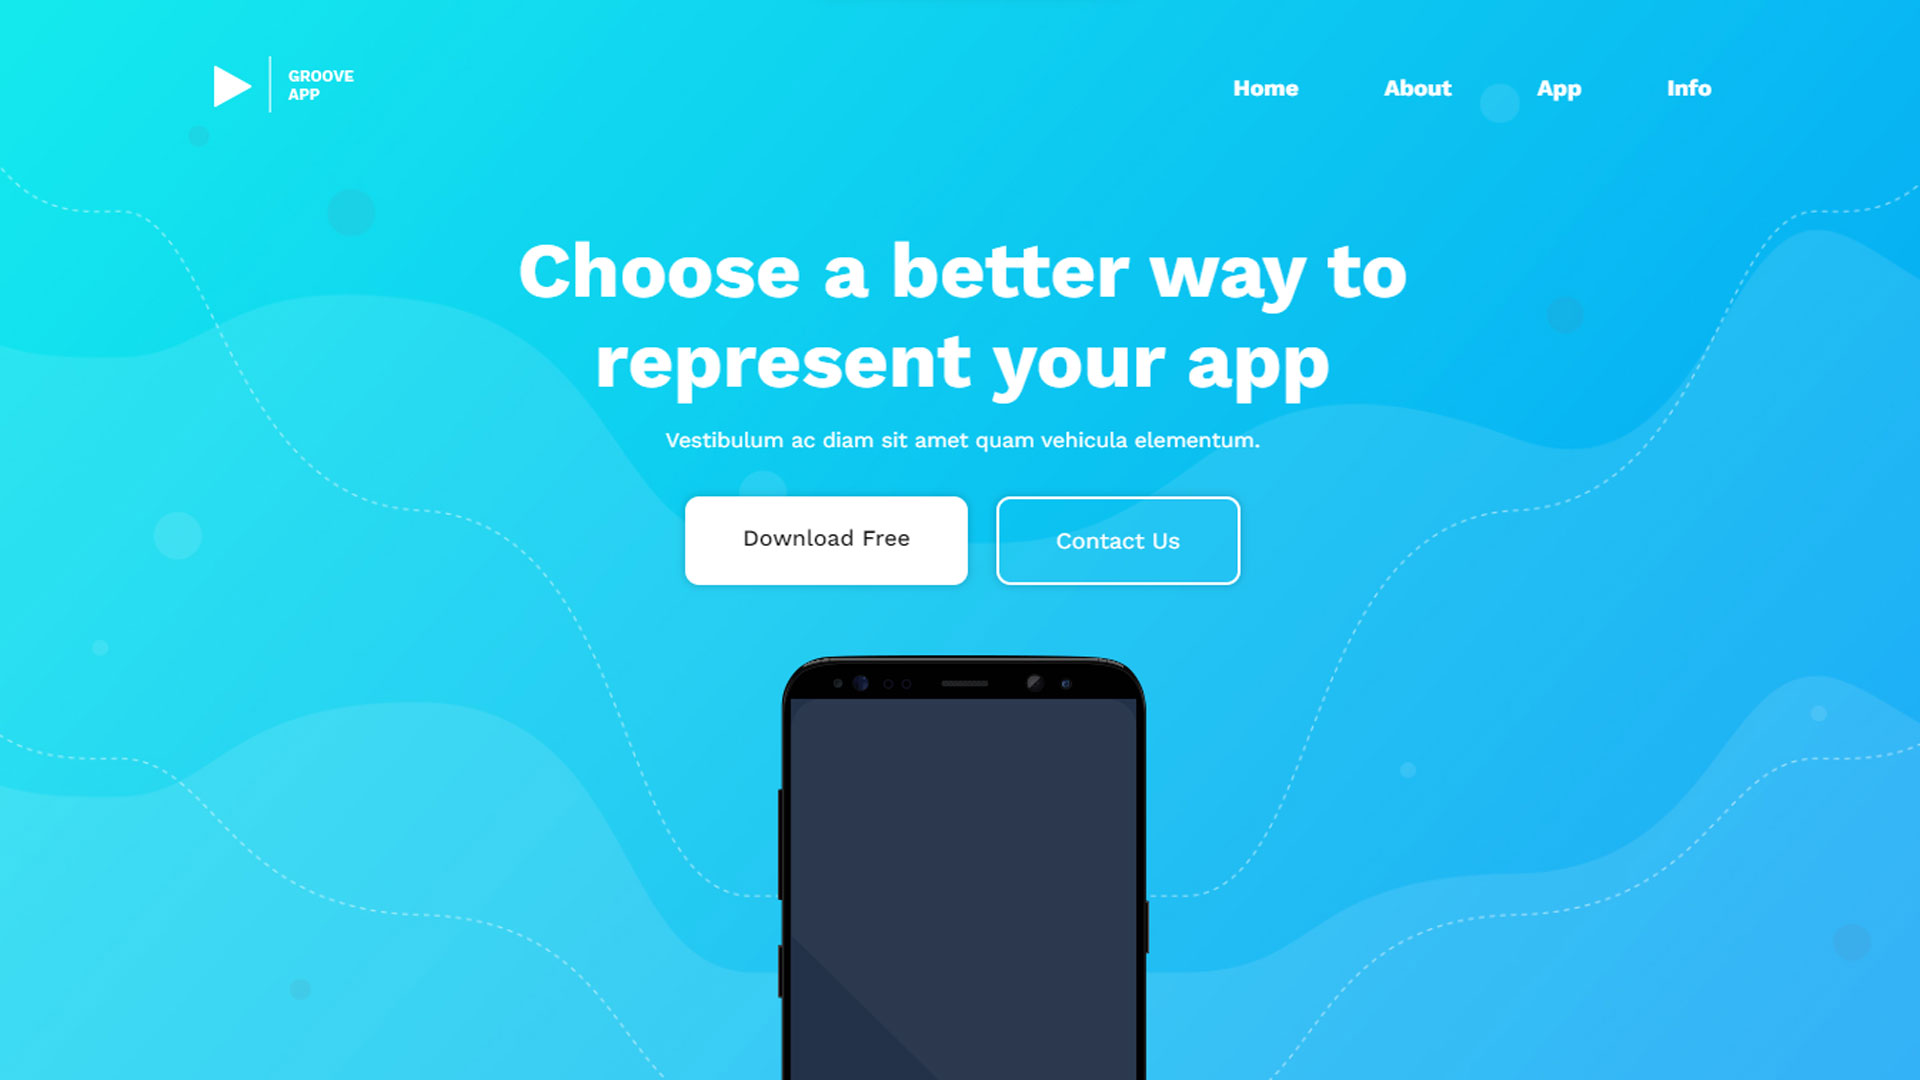 GROOVE
APP
Home About App Info
Choose a better way to
represent your app
Vestibulum ac diam sit amet quam vehicula elementum.
Download Free Contact Us